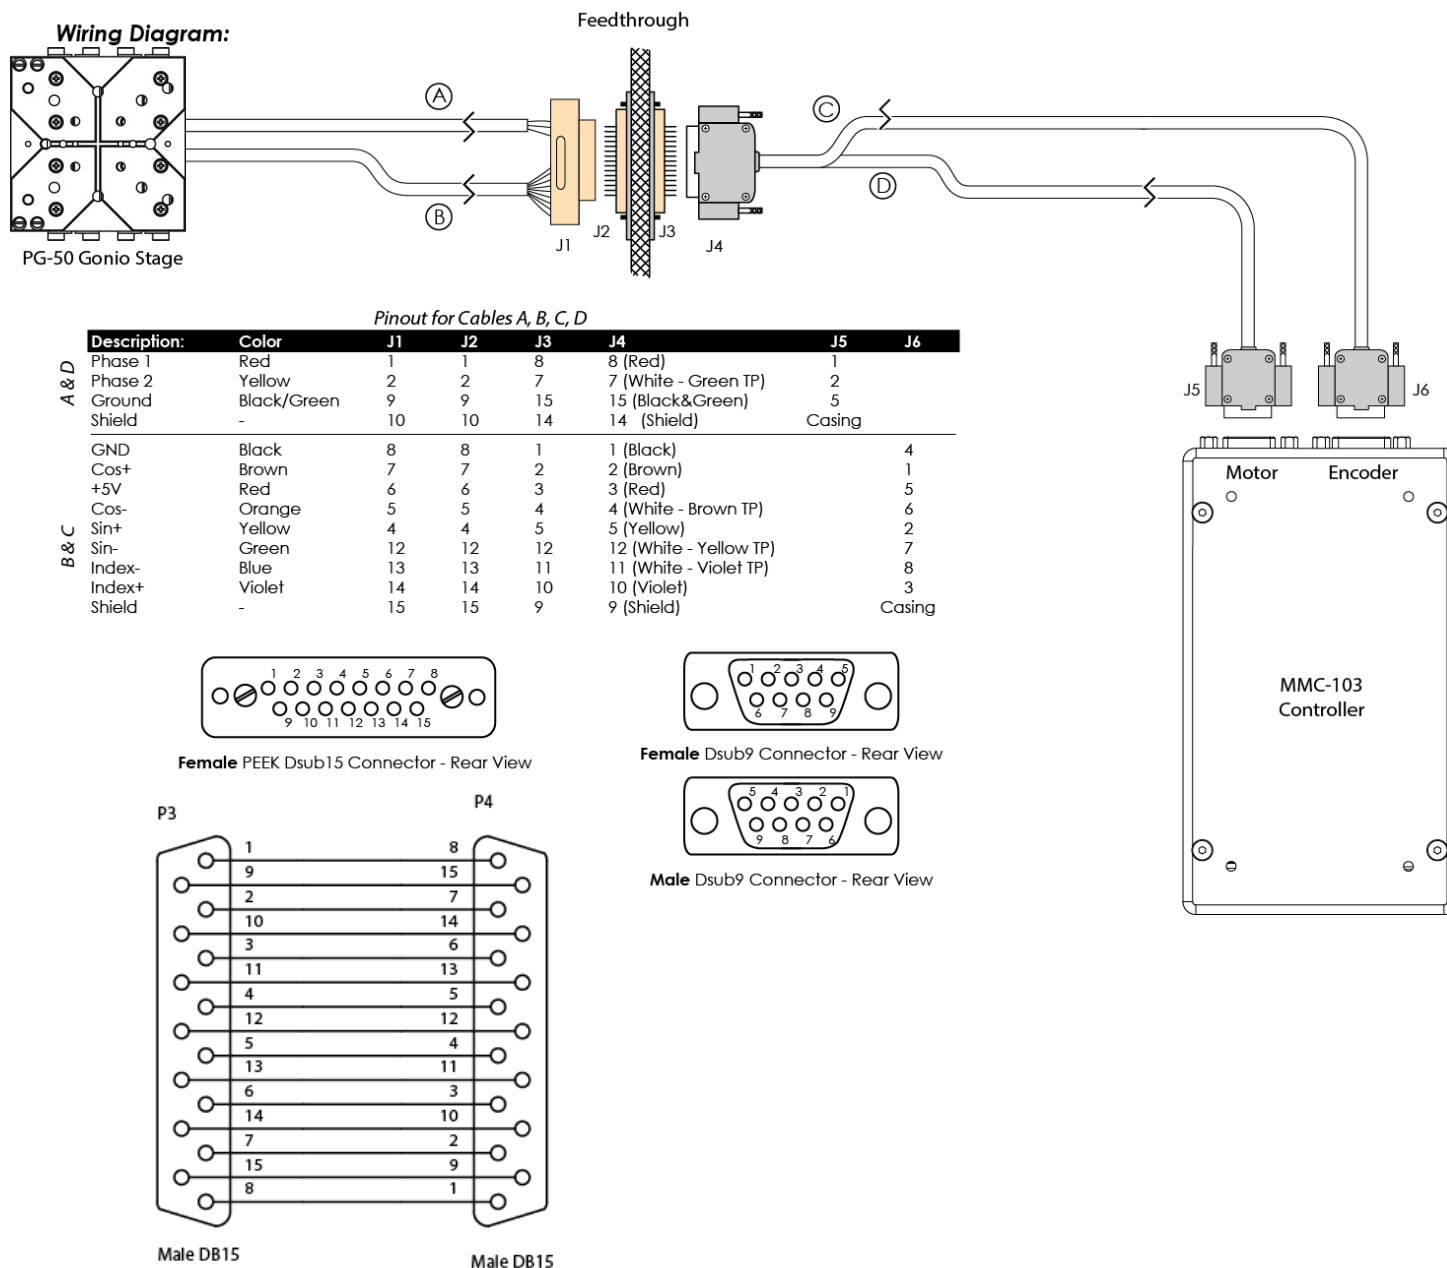 Wiring Diagram:
Feedthrough
A
B
C
D
J1
J2
J3
J4
PG-50 Gonio Stage
J5
J6
Motor
Encoder
MMC-103
Controller
Pinout for Cables A, B, C, D
Description: Color J1 J2 J3 J4 J5 J6
A & D
Phase 1 Red 1 1 8 8 (Red) 1
Phase 2 Yellow 2 2 7 7 (White - Green TP) 2
Ground Black/Green 9 9 15 15 (Black&Green) 5
Shield - 10 10 14 14 (Shield) Casing
B & C
GND Black 8 8 1 1 (Black) 4
Cos+ Brown 7 7 2 2 (Brown) 1
+5V Red 6 6 3 3 (Red) 5
Cos- Orange 5 5 4 4 (White - Brown TP) 6
Sin+ Yellow 4 4 5 5 (Yellow) 2
Sin- Green 12 12 12 12 (White - Yellow TP) 7
Index- Blue 13 13 11 11 (White - Violet TP) 8
Index+ Violet 14 14 10 10 (Violet) 3
Shield - 15 15 9 9 (Shield) Casing
1 2 3 4 5 6 7 8
9 10 11 12 13 14 15
Female PEEK Dsub15 Connector - Rear View
1 2 3 4 5
6 7 8 9
Female Dsub9 Connector - Rear View
5 4 3 2 1
9 8 7 6
Male Dsub9 Connector - Rear View
P3 P4
1 8
9 15
2 7
10 14
3 6
11 13
4 5
12 12
5 4
13 11
6 3
14 10
7 2
15 9
8 1
Male DB15 Male DB15